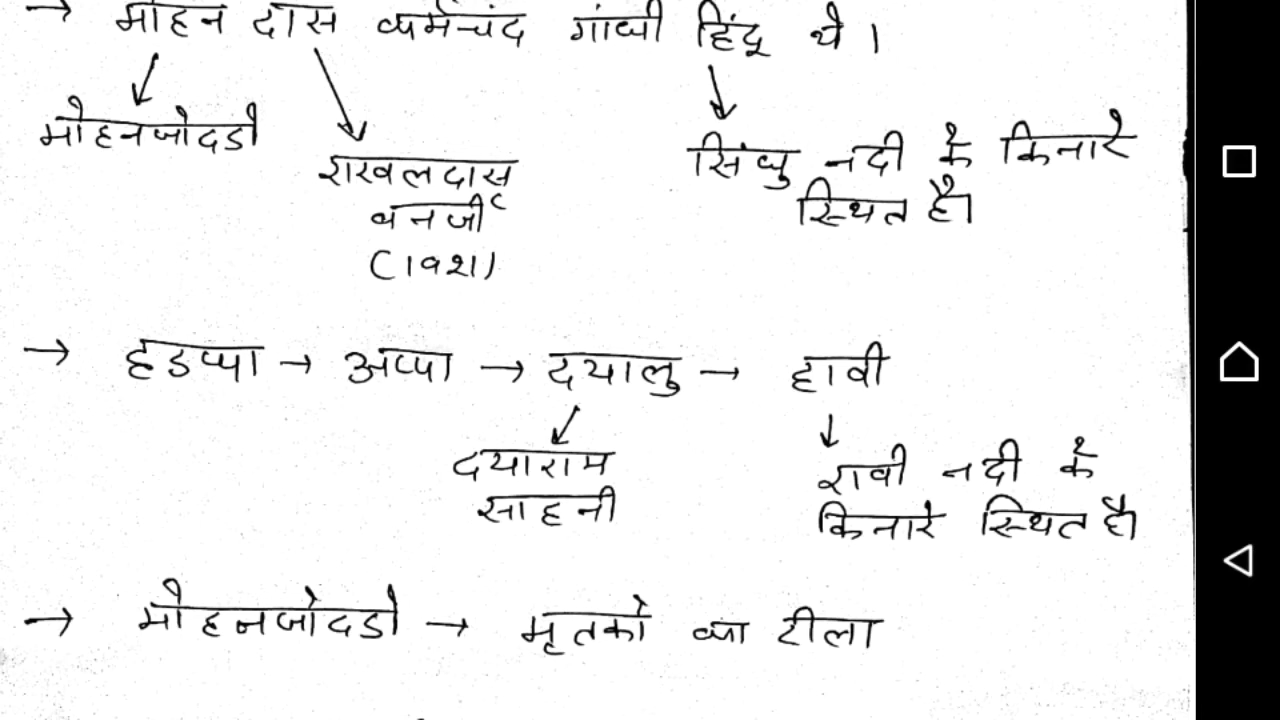 → मोहन दास करमचंद गांधी हिंदू थे।
मोहनजोदडो
राखलदास
बनर्जी
(1921)
सिंधु नदी के किनारे
स्थित है।
→ हडप्पा → अप्पा → दयालु → हावी
दयाराम
साहनी
रावी नदी के
किनारे स्थित है।
→ मोहनजोदडो → मृतको का टीला